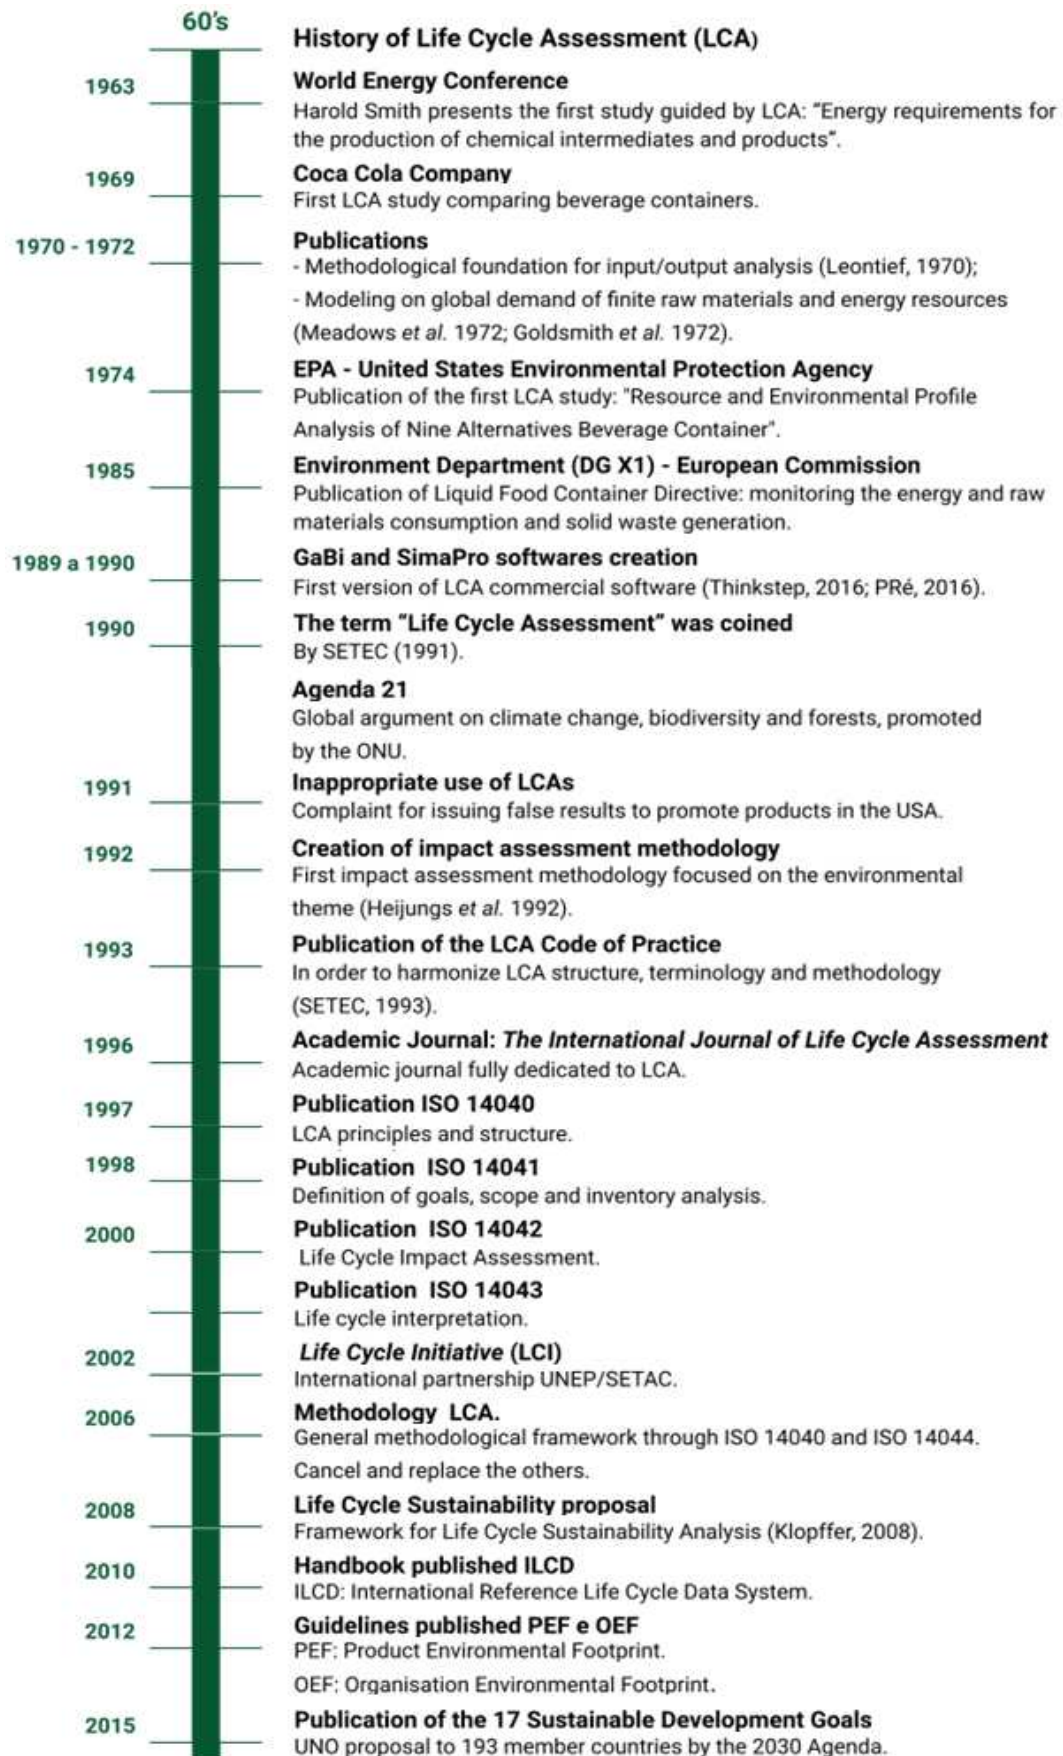 60's
History of Life Cycle Assessment (LCA)
1963
World Energy Conference
Harold Smith presents the first study guided by LCA: “Energy requirements for
the production of chemical intermediates and products”.
1969
Coca Cola Company
First LCA study comparing beverage containers.
1970 - 1972
Publications
- Methodological foundation for input/output analysis (Leontief, 1970);
- Modeling on global demand of finite raw materials and energy resources
(Meadows et al. 1972; Goldsmith et al. 1972).
1974
EPA - United States Environmental Protection Agency
Publication of the first LCA study: "Resource and Environmental Profile
Analysis of Nine Alternatives Beverage Container".
1985
Environment Department (DG X1) - European Commission
Publication of Liquid Food Container Directive: monitoring the energy and raw
materials consumption and solid waste generation.
1989 a 1990
GaBi and SimaPro softwares creation
First version of LCA commercial software (Thinkstep, 2016; PRé, 2016).
1990
The term “Life Cycle Assessment” was coined
By SETEC (1991).
Agenda 21
Global argument on climate change, biodiversity and forests, promoted
by the ONU.
1991
Inappropriate use of LCAs
Complaint for issuing false results to promote products in the USA.
1992
Creation of impact assessment methodology
First impact assessment methodology focused on the environmental
theme (Heijungs et al. 1992).
1993
Publication of the LCA Code of Practice
In order to harmonize LCA structure, terminology and methodology
(SETEC, 1993).
1996
Academic Journal: The International Journal of Life Cycle Assessment
Academic journal fully dedicated to LCA.
1997
Publication ISO 14040
LCA principles and structure.
1998
Publication ISO 14041
Definition of goals, scope and inventory analysis.
2000
Publication ISO 14042
Life Cycle Impact Assessment.
Publication ISO 14043
Life cycle interpretation.
2002
Life Cycle Initiative (LCI)
International partnership UNEP/SETAC.
2006
Methodology LCA.
General methodological framework through ISO 14040 and ISO 14044.
Cancel and replace the others.
2008
Life Cycle Sustainability proposal
Framework for Life Cycle Sustainability Analysis (Klopffer, 2008).
2010
Handbook published ILCD
ILCD: International Reference Life Cycle Data System.
2012
Guidelines published PEF e OEF
PEF: Product Environmental Footprint.
OEF: Organisation Environmental Footprint.
2015
Publication of the 17 Sustainable Development Goals
UNO proposal to 193 member countries by the 2030 Agenda.